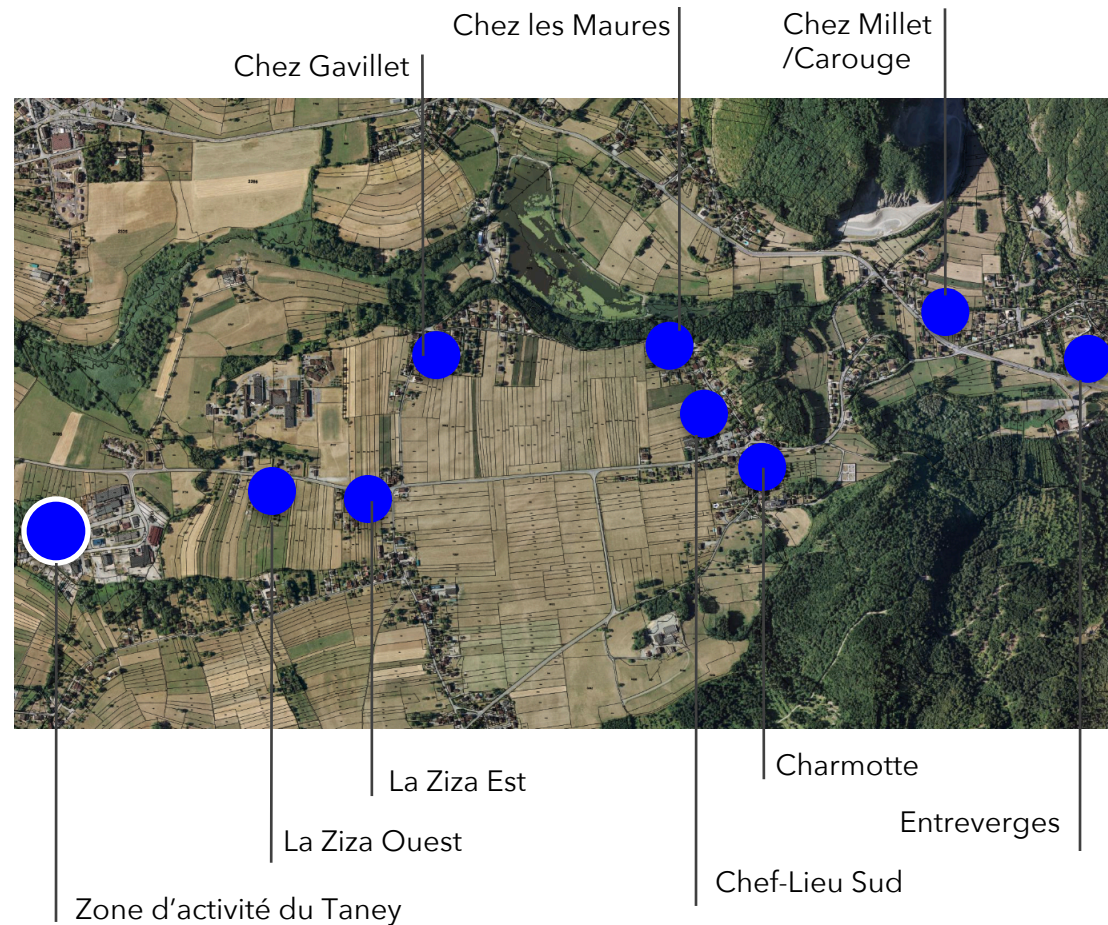 Chez les Maures
Chez Millet
/Carouge
Chez Gavillet
La Ziza Est
Charmotte
Entreverges
La Ziza Ouest
Chef-Lieu Sud
Zone d'activité du Taney